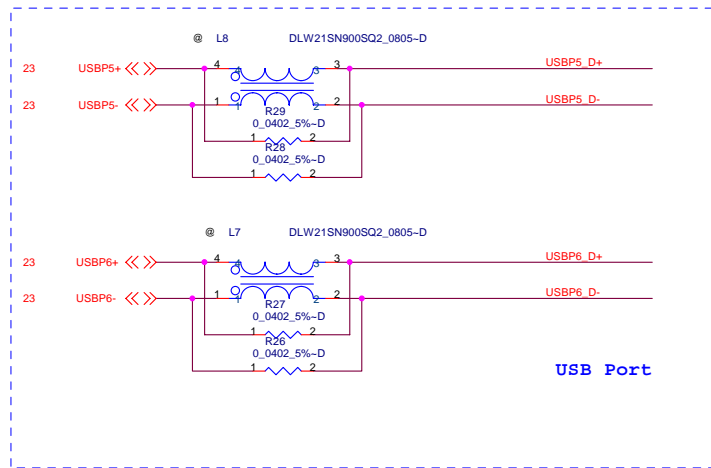 @ L8 DLW21SN900SQ2_0805~D
23 USBP5+ 4 4 3 3 USBP5_D+
23 USBP5- 1 1 2 2 USBP5_D-
R29
0_0402_5%~D
1 2
R28
0_0402_5%~D
1 2
@ L7 DLW21SN900SQ2_0805~D
23 USBP6+ 4 4 3 3 USBP6_D+
23 USBP6- 1 1 2 2 USBP6_D-
R27
0_0402_5%~D
1 2
R26
0_0402_5%~D
1 2
USB Port